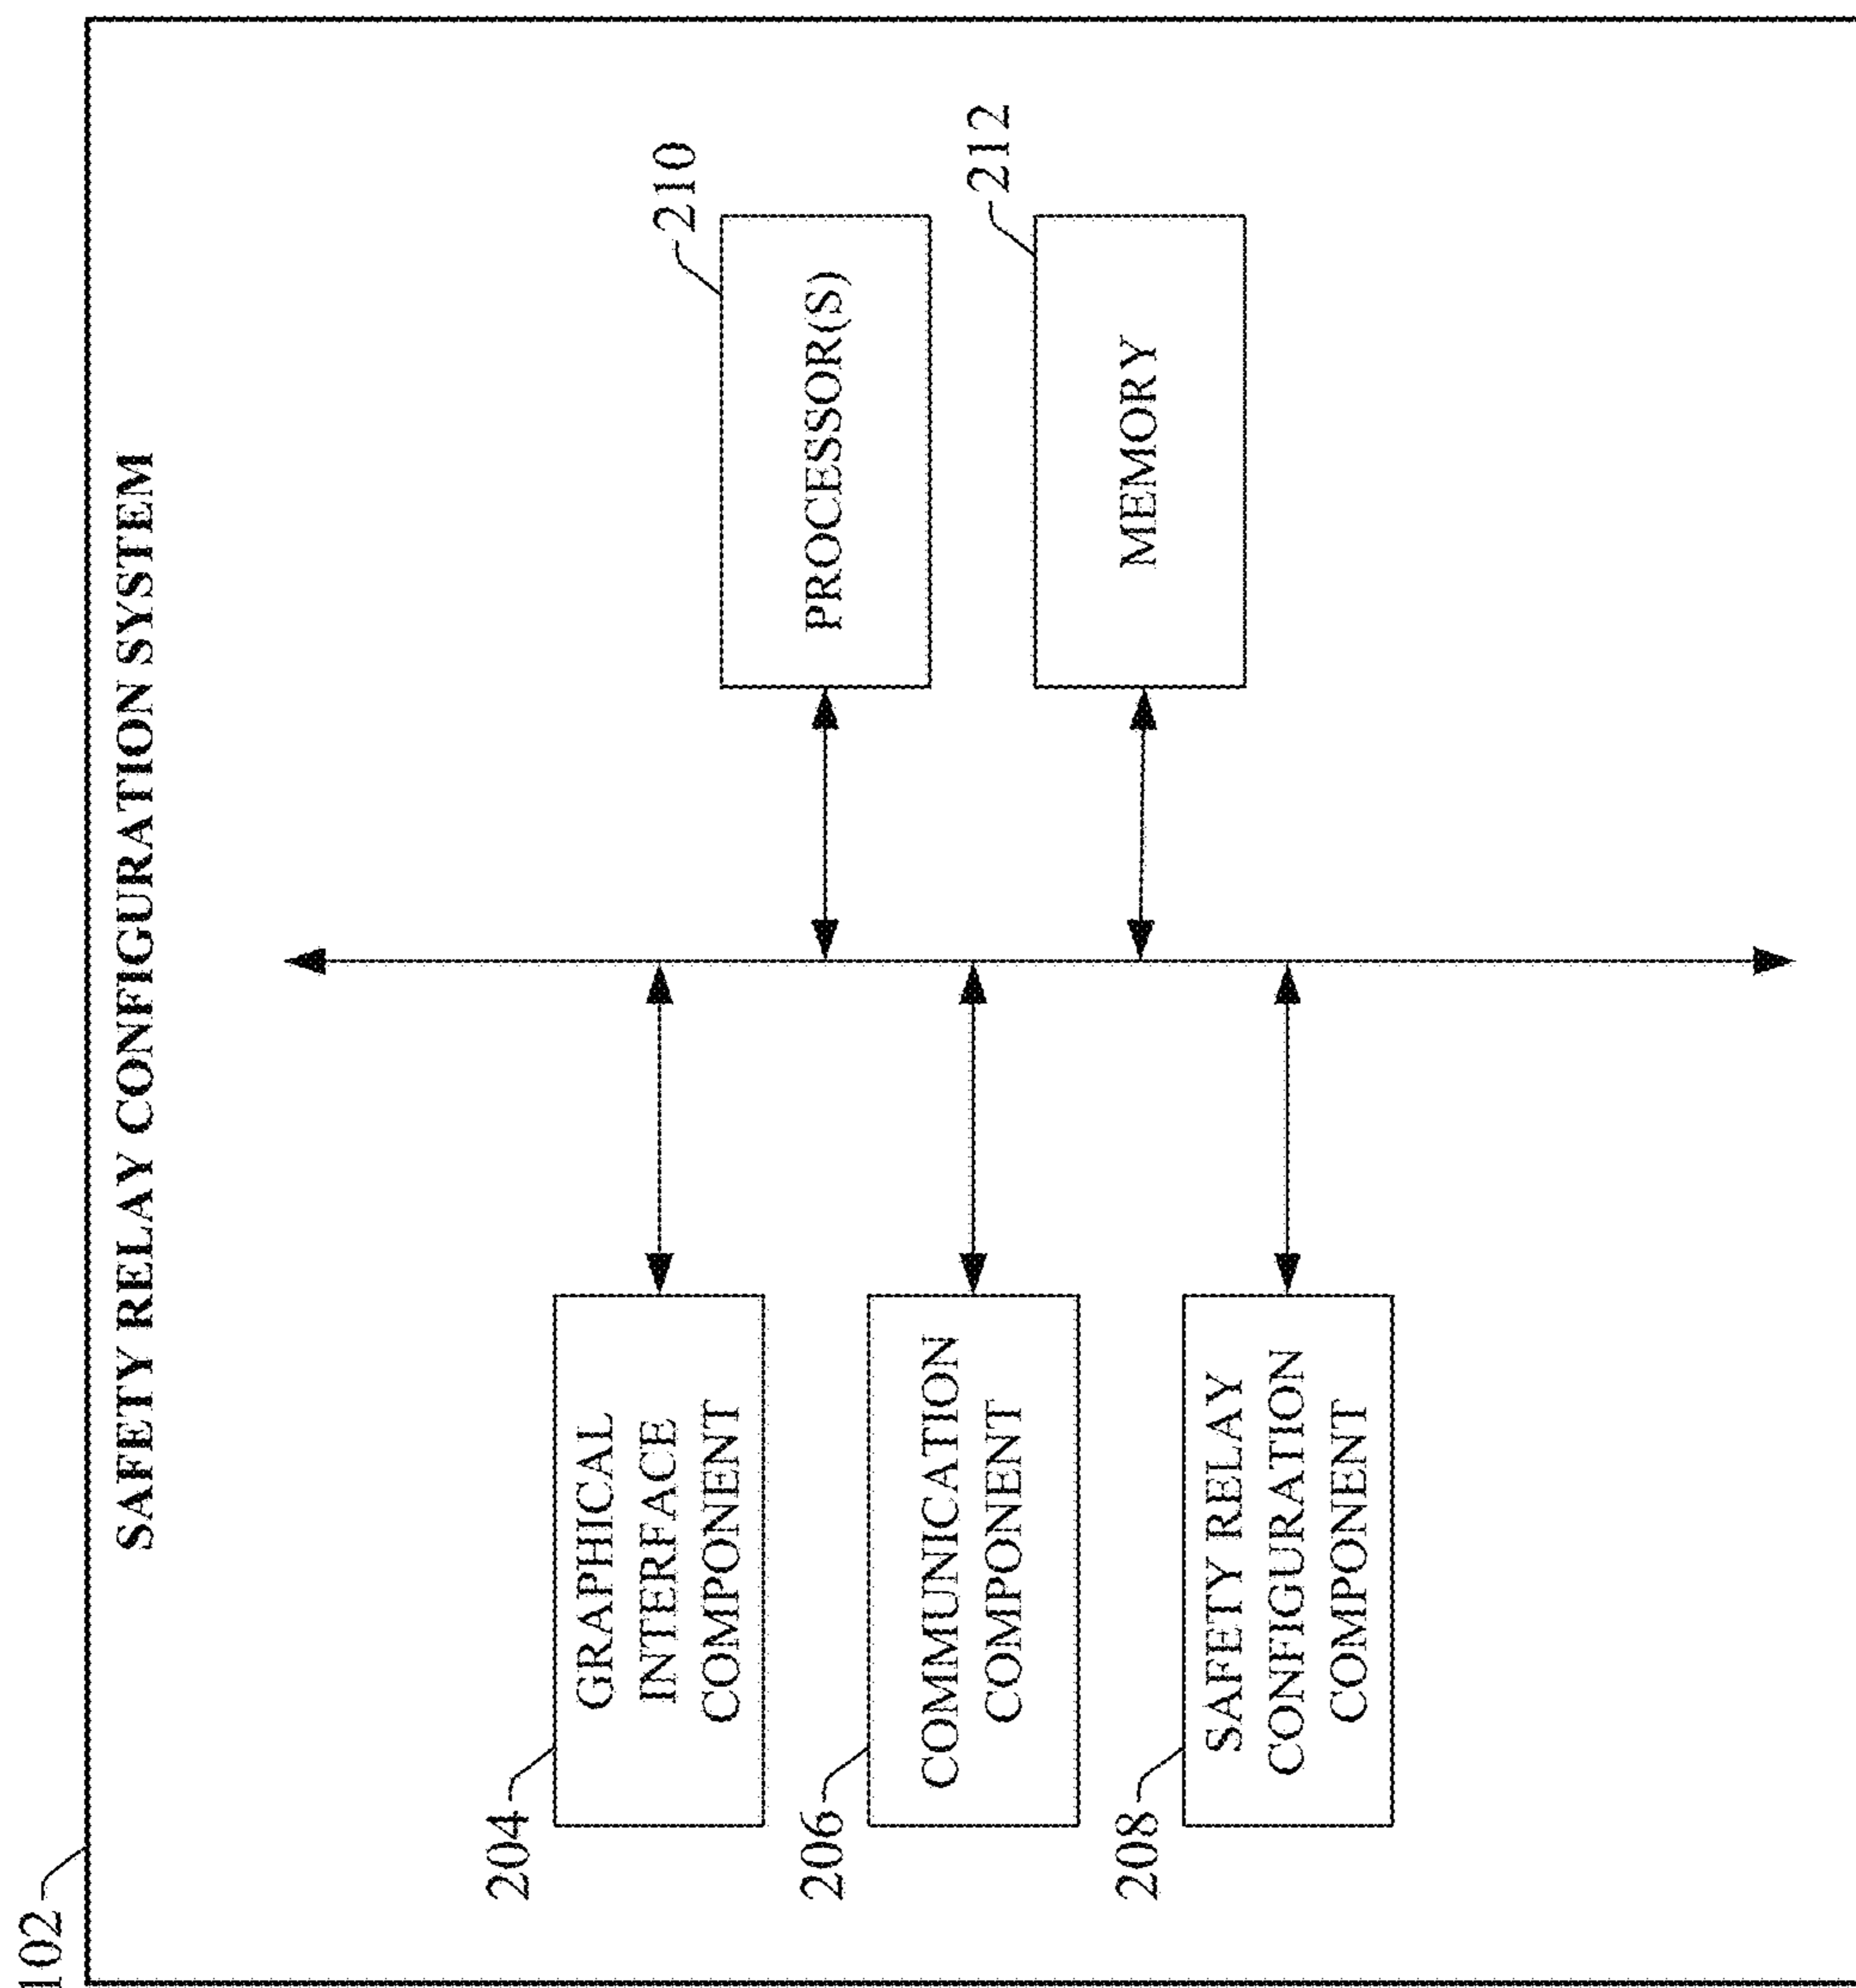 102
SAFETY RELAY CONFIGURATION SYSTEM
204
GRAPHICAL
INTERFACE
COMPONENT
206
COMMUNICATION
COMPONENT
208
SAFETY RELAY
CONFIGURATION
COMPONENT
210
PROCESSOR(S)
212
MEMORY